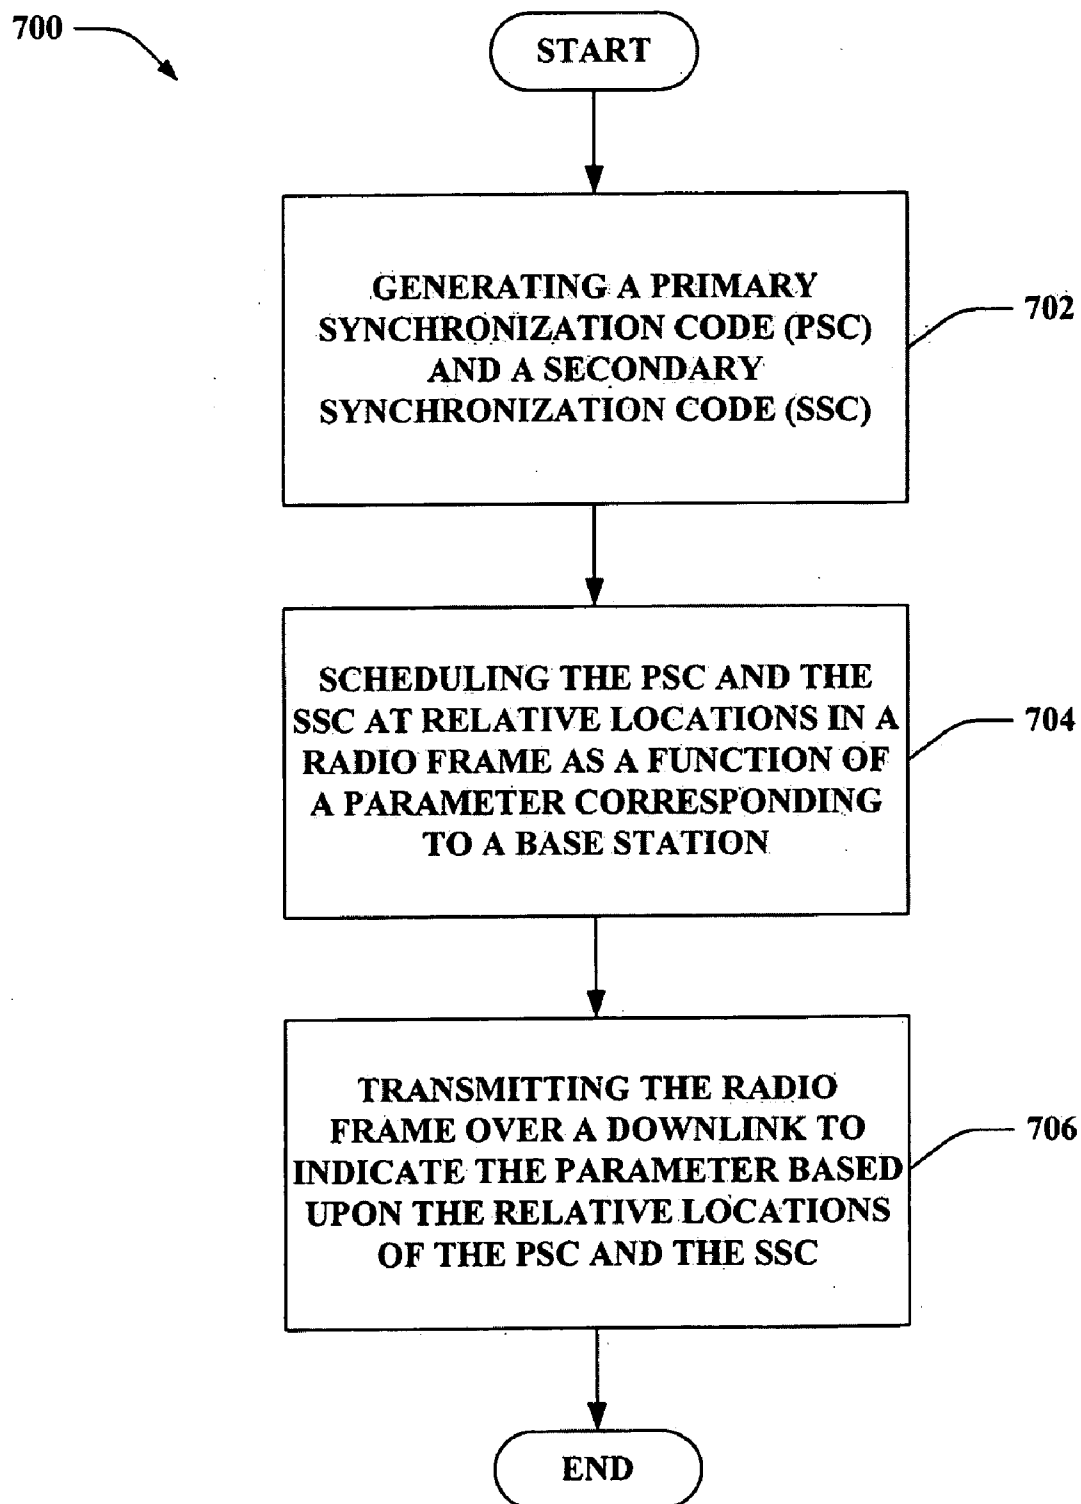 700
START
GENERATING A PRIMARY
SYNCHRONIZATION CODE (PSC)
AND A SECONDARY
SYNCHRONIZATION CODE (SSC)
702
SCHEDULING THE PSC AND THE
SSC AT RELATIVE LOCATIONS IN A
RADIO FRAME AS A FUNCTION OF
A PARAMETER CORRESPONDING
TO A BASE STATION
704
TRANSMITTING THE RADIO
FRAME OVER A DOWNLINK TO
INDICATE THE PARAMETER BASED
UPON THE RELATIVE LOCATIONS
OF THE PSC AND THE SSC
706
END